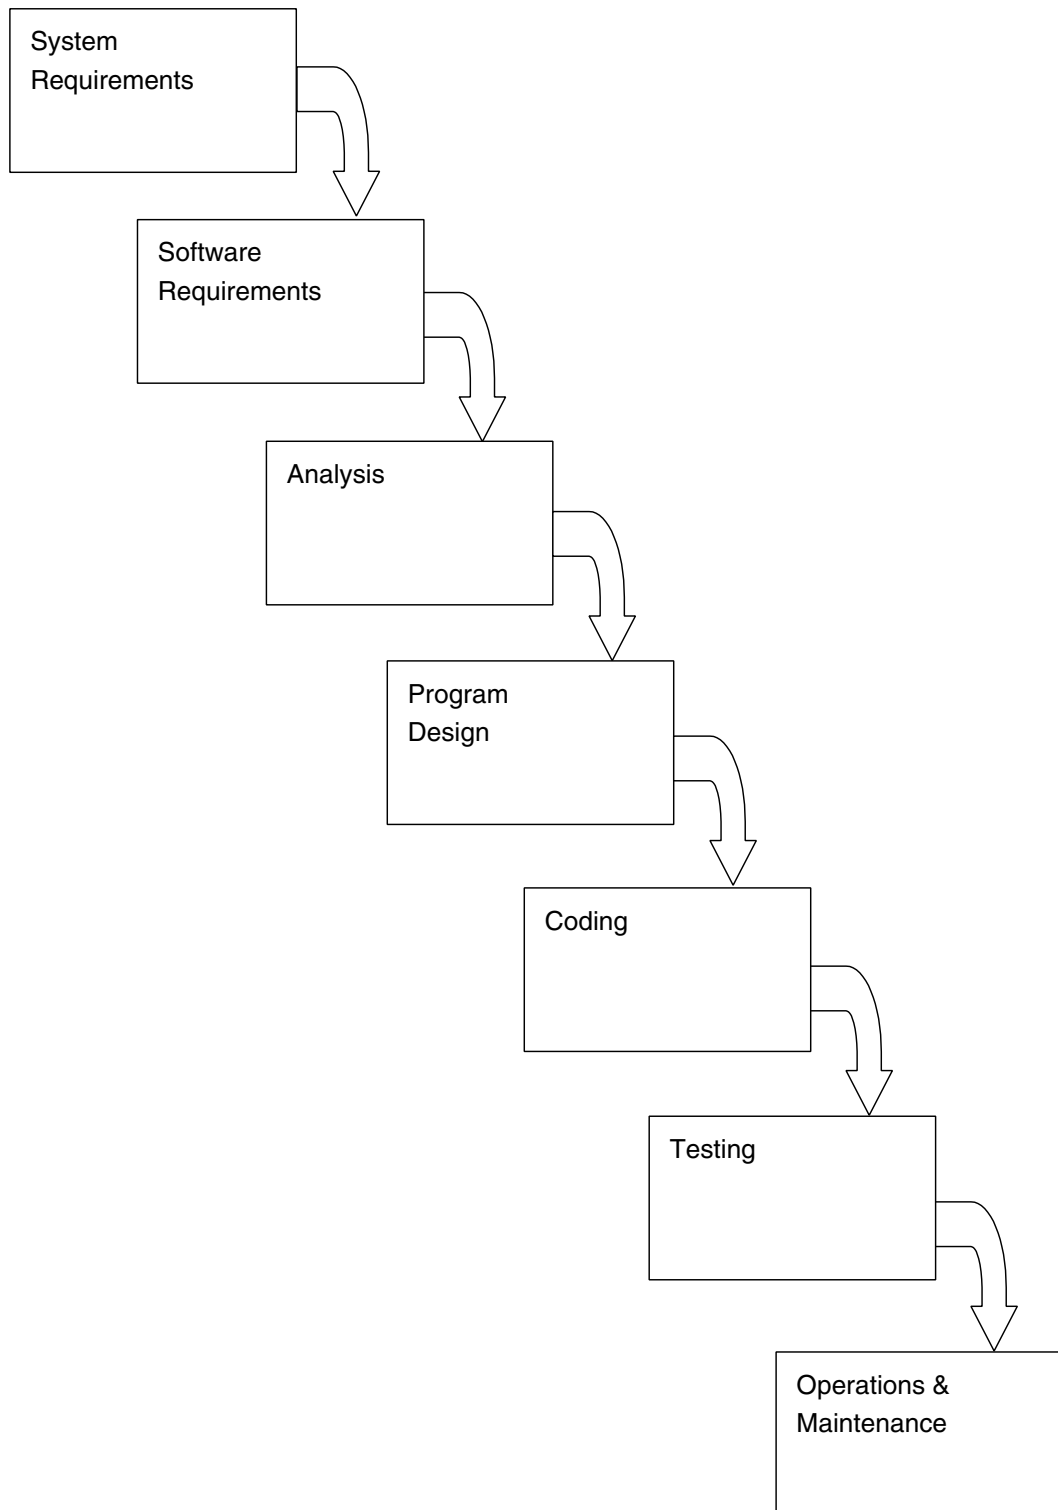 System
Requirements
Software
Requirements
Analysis
Program
Design
Coding
Testing
Operations &
Maintenance